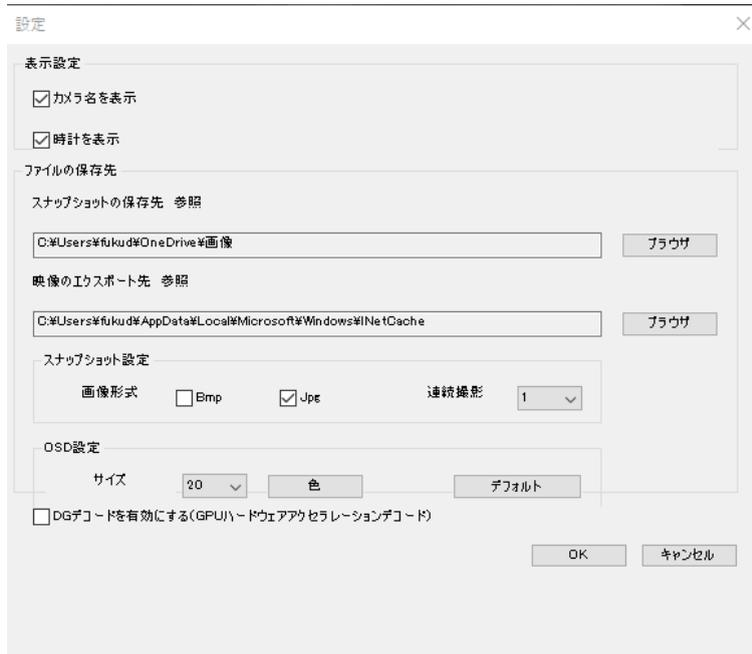 設定
表示設定
カメラ名を表示
時計を表示
ファイルの保存先
スナップショットの保存先 参照
C:¥Users¥fukud¥OneDrive¥画像
ブラウザ
映像のエクスポート先 参照
C:¥Users¥fukud¥AppData¥Local¥Microsoft¥Windows¥INetCache
ブラウザ
スナップショット設定
画像形式 Bmp Jpg 連続撮影 1
OSD設定
サイズ 20 色 デフォルト
DGデコードを有効にする(GPUハードウェアアクセラレーションデコード)
OK キャンセル